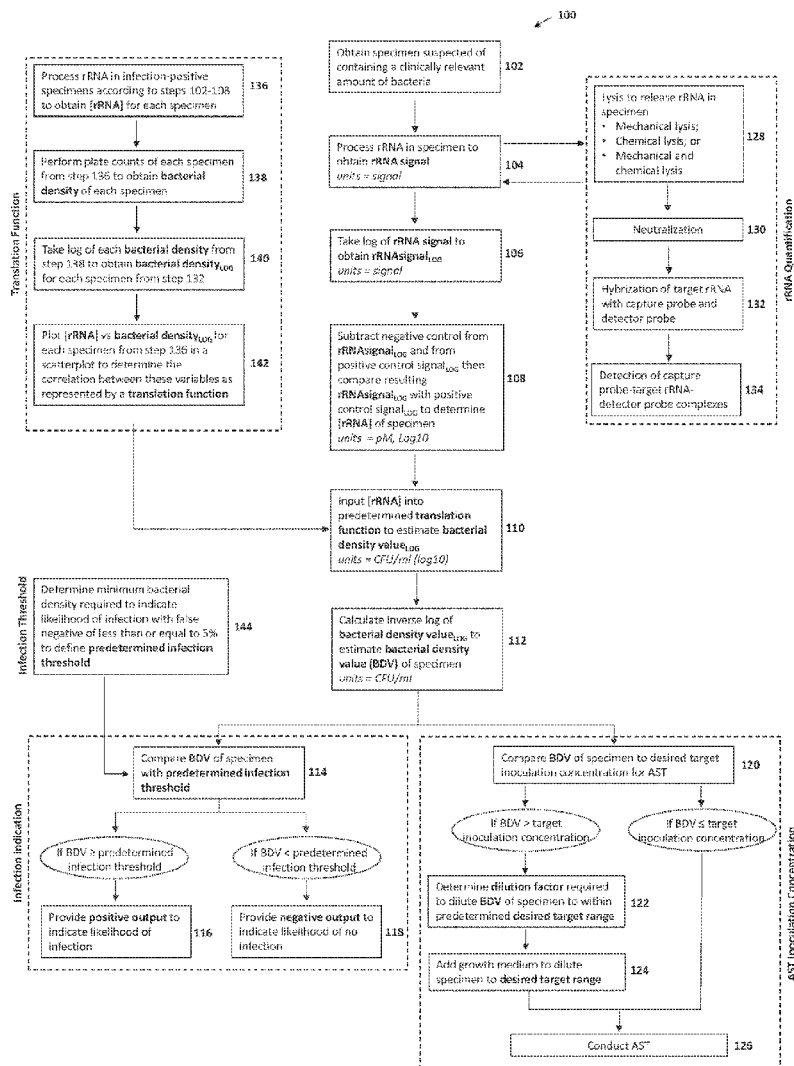 100
Obtain specimen suspected of
containing a clinically relevant
amount of bacteria
102
Process rRNA in specimen to
obtain rRNA signal
units = signal
104
Take log of rRNA signal to
obtain rRNAsignalLOG
units = signal
106
Subtract negative control from
rRNAsignalLOG and from
positive control signalLOG then
compare resulting
rRNAsignalLOG with positive
control signalLOG to determine
[rRNA] of specimen
units = pM, Log10
108
Input [rRNA] into
predetermined translation
function to estimate bacterial
density valueLOG
units = CFU/ml (log10)
110
Calculate inverse log of
bacterial density valueLOG to
estimate bacterial density
value (BDV) of specimen
units = CFU/ml
112
Translation Function
Process rRNA in infection-positive
specimens according to steps 102-108
to obtain [rRNA] for each specimen
136
Perform plate counts of each specimen
from step 136 to obtain bacterial
density of each specimen
138
Take log of each bacterial density from
step 138 to obtain bacterial densityLOG
for each specimen from step 132
140
Plot [rRNA] vs bacterial densityLOG for
each specimen from step 136 in a
scatterplot to determine the
correlation between these variables as
represented by a translation function
142
rRNA Quantification
Lysis to release rRNA in
specimen
• Mechanical lysis;
• Chemical lysis, or
• Mechanical and
chemical lysis
128
Neutralization
130
Hybrization of target rRNA
with capture probe and
detector probe
132
Detection of capture
probe-target rRNA-
detector probe complexes
134
Infection Threshold
Determine minimum bacterial
density required to indicate
likelihood of infection with false
negative of less than or equal to 5%
to define predetermined infection
threshold
144
Infection Indication
Compare BDV of specimen
with predetermined infection
threshold
114
If BDV ≥ predetermined
infection threshold
If BDV < predetermined
infection threshold
Provide positive output to
indicate likelihood of
infection
116
Provide negative output to
indicate likelihood of no
infection
118
AST Inoculation Concentration
Compare BDV of specimen to desired target
inoculation concentration for AST
120
If BDV > target
inoculation concentration
If BDV ≤ target
inoculation concentration
Determine dilution factor required
to dilute BDV of specimen to within
predetermined desired target range
122
Add growth medium to dilute
specimen to desired target range
124
Conduct AST
126